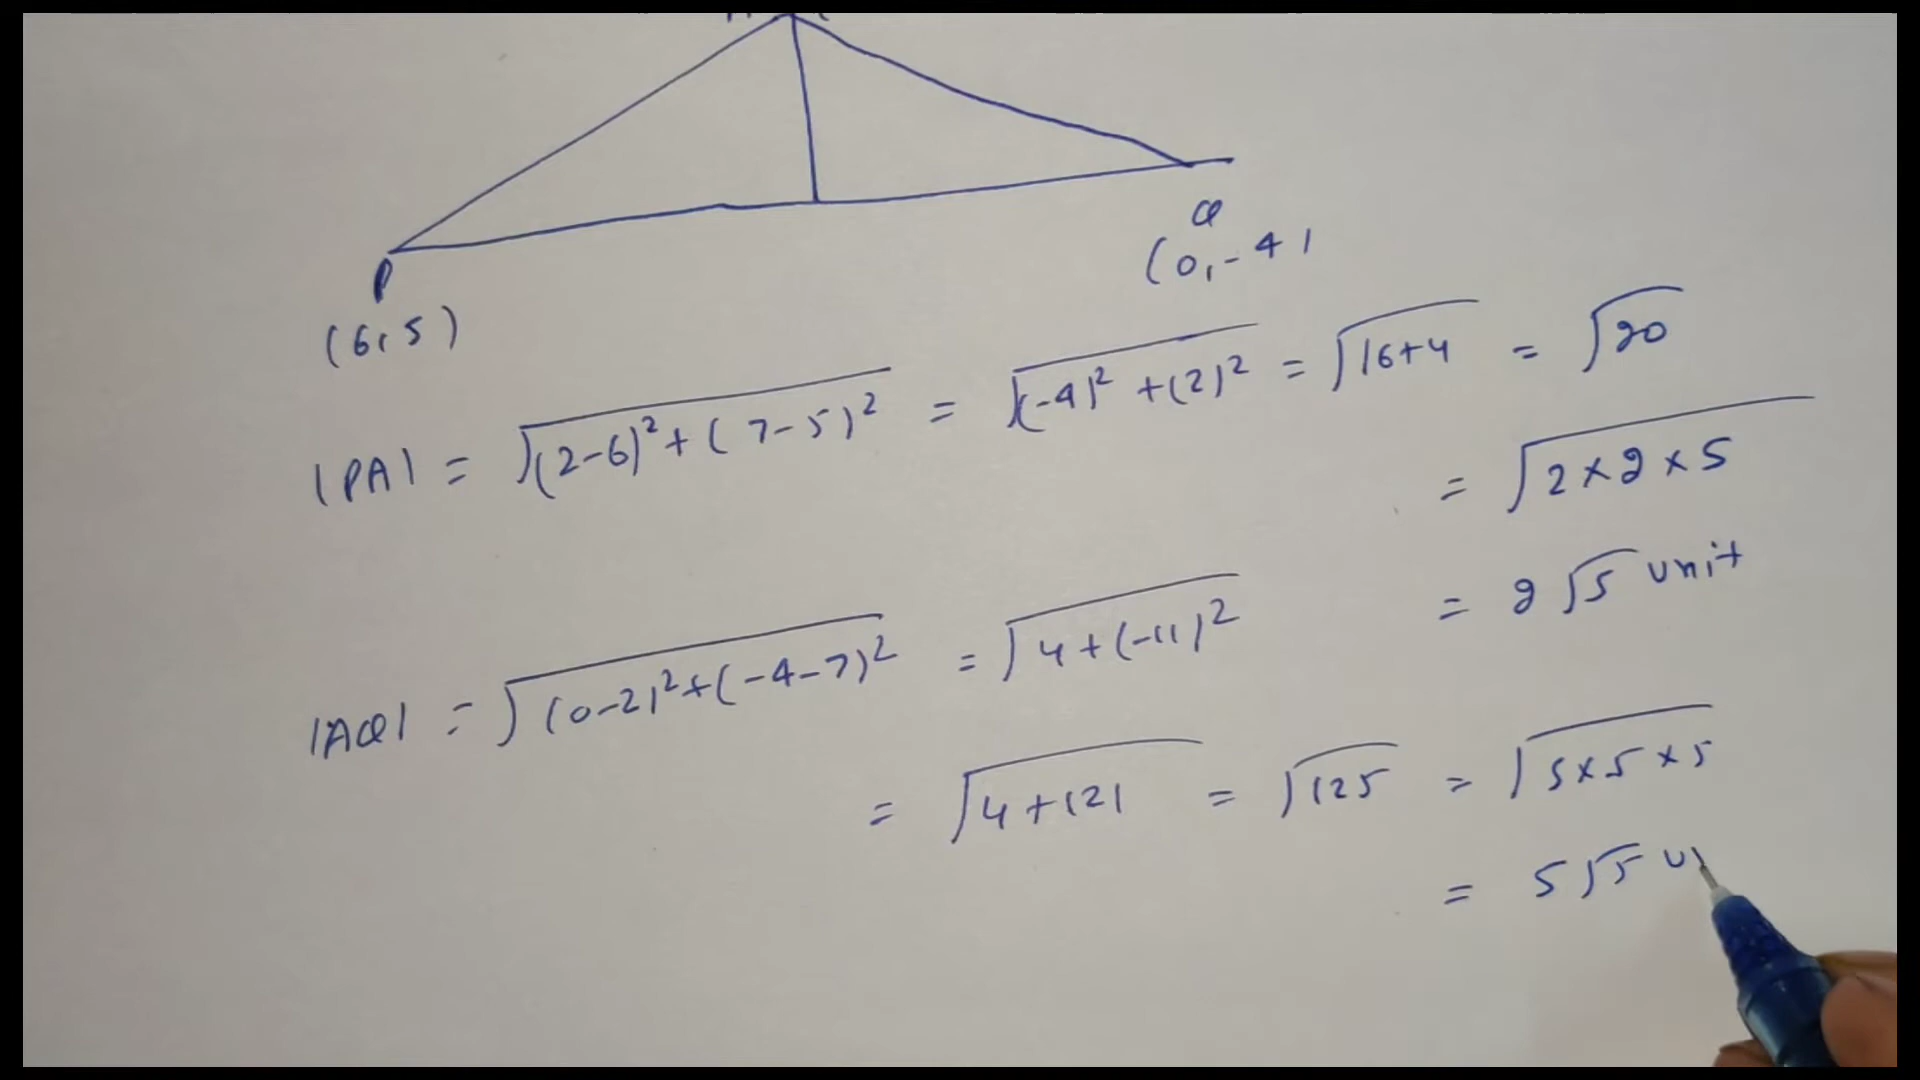 P
Q
(6, 5)
(0, -4)
|PA| = √(2-6)² + (7-5)² = √(-4)² + (2)² = √16+4 = √20
= √2×2×5
= 2√5 unit
|AQ| = √(0-2)² + (-4-7)² = √4+(-11)²
= √4+121 = √125 = √5×5×5
= 5√5